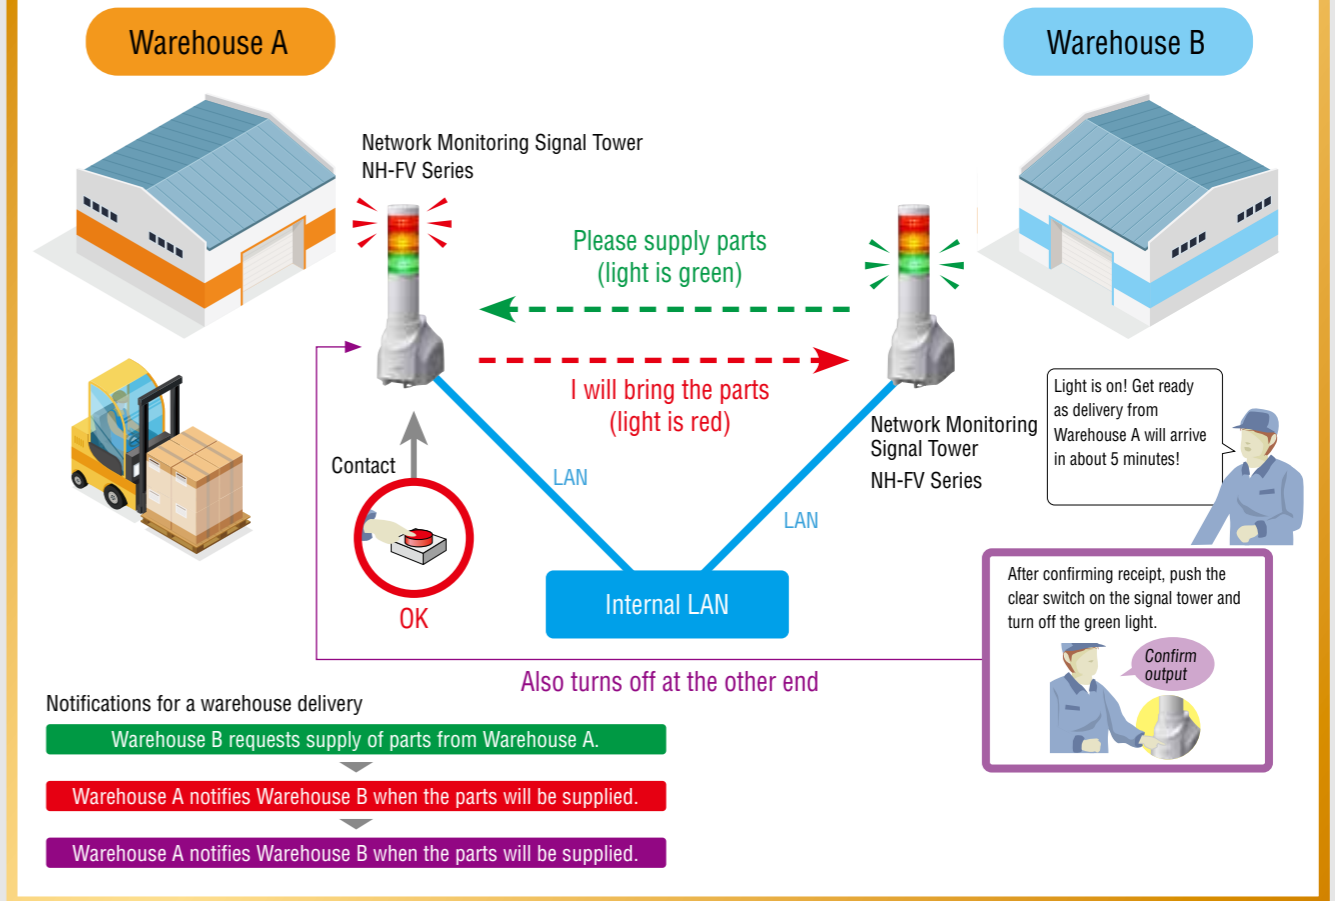 Warehouse A
Warehouse B
Network Monitoring Signal Tower
NH-FV Series
Please supply parts
(light is green)
I will bring the parts
(light is red)
Network Monitoring
Signal Tower
NH-FV Series
Light is on! Get ready
as delivery from
Warehouse A will arrive
in about 5 minutes!
Contact
OK
LAN
LAN
Internal LAN
After confirming receipt, push the
clear switch on the signal tower and
turn off the green light.
Confirm
output
Also turns off at the other end
Notifications for a warehouse delivery
Warehouse B requests supply of parts from Warehouse A.
Warehouse A notifies Warehouse B when the parts will be supplied.
Warehouse A notifies Warehouse B when the parts will be supplied.